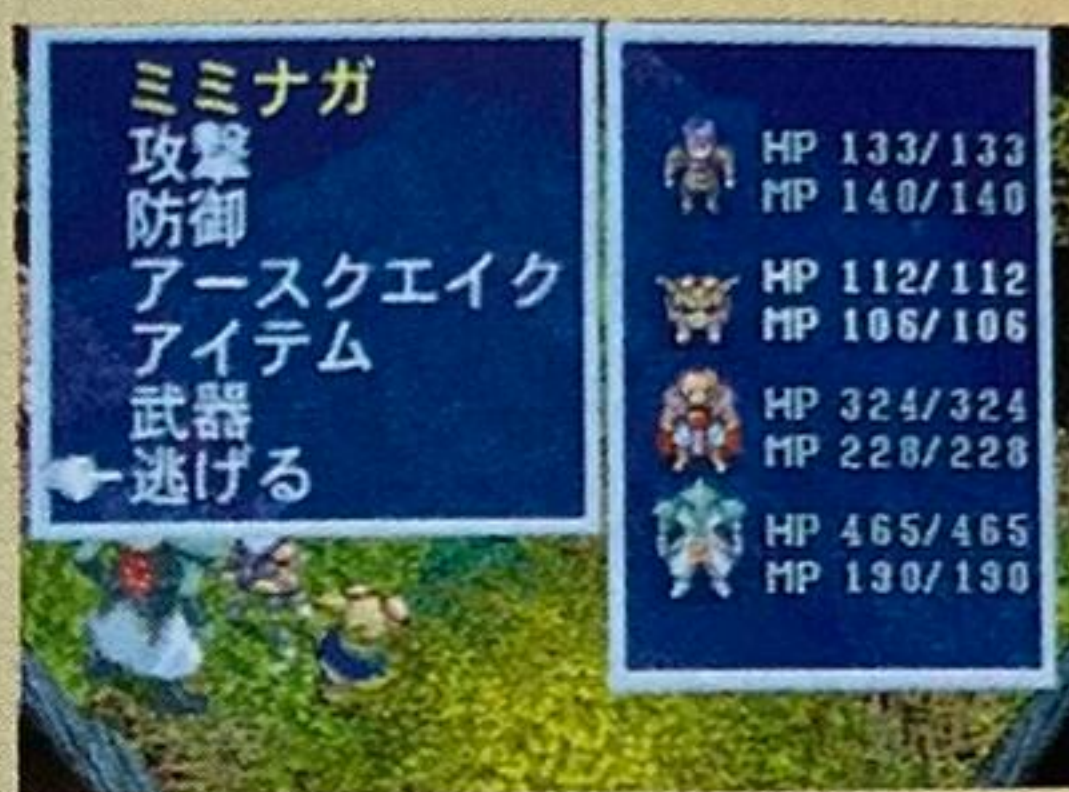 ミミナガ
攻撃
防御
アースクエイク
アイテム
武器
逃げる
HP 133/133
MP 140/140
HP 112/112
MP 106/106
HP 324/324
MP 228/228
HP 465/465
MP 190/190